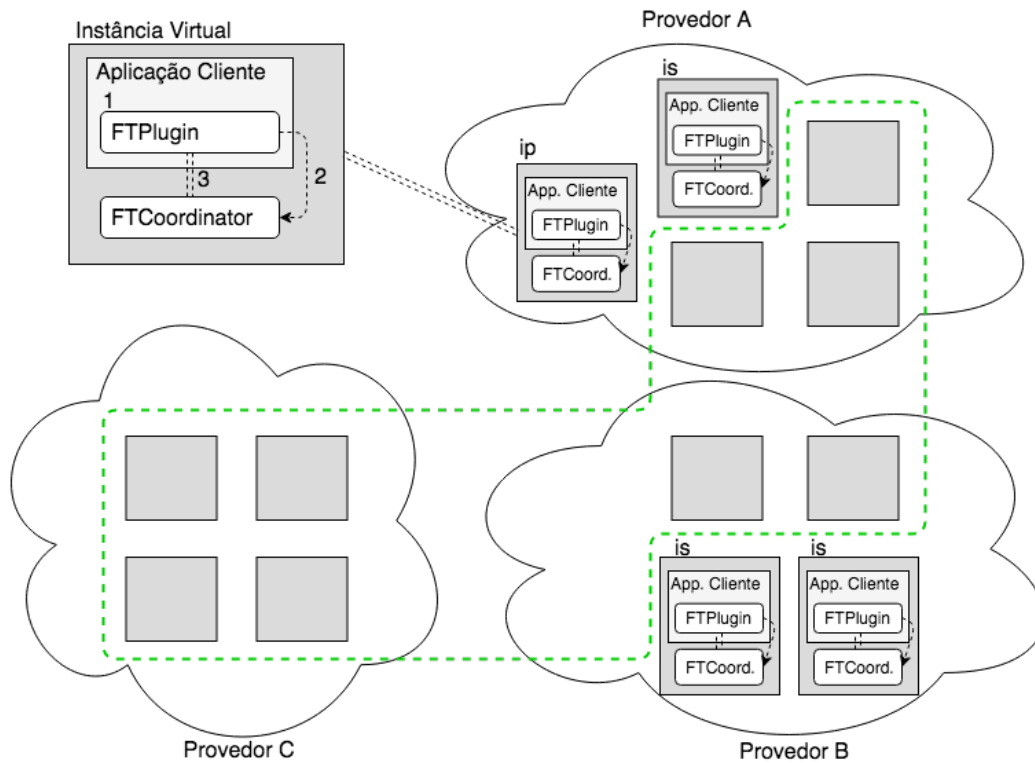 Provedor A
Instância Virtual
Aplicação Cliente
1
FTPlugin
2
3
FTCoordinator
is
App. Cliente
FTPlugin
FTCoord.
ip
App. Cliente
FTPlugin
FTCoord.
is
App. Cliente
FTPlugin
FTCoord.
is
App. Cliente
FTPlugin
FTCoord.
Provedor C
Provedor B